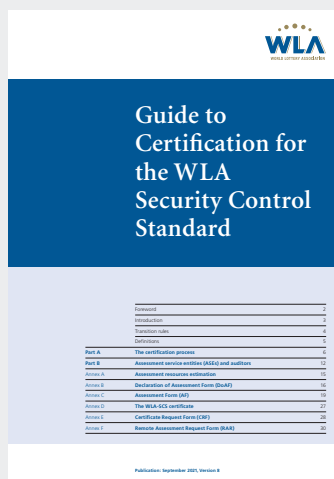 WLA
WORLD LOTTERY ASSOCIATION
Guide to
Certification for
the WLA
Security Control
Standard
Foreword 2
Introduction 3
Transition rules 4
Definitions 5
Part A The certification process 6
Part B Assessment service entities (ASEs) and auditors 12
Annex A Assessment resources estimation 15
Annex B Declaration of Assessment Form (DoAF) 16
Annex C Assessment Form (AF) 19
Annex D The WLA-SCS certificate 27
Annex E Certificate Request Form (CRF) 28
Annex F Remote Assessment Request Form (RAR) 30
Publication: September 2021, Version 8